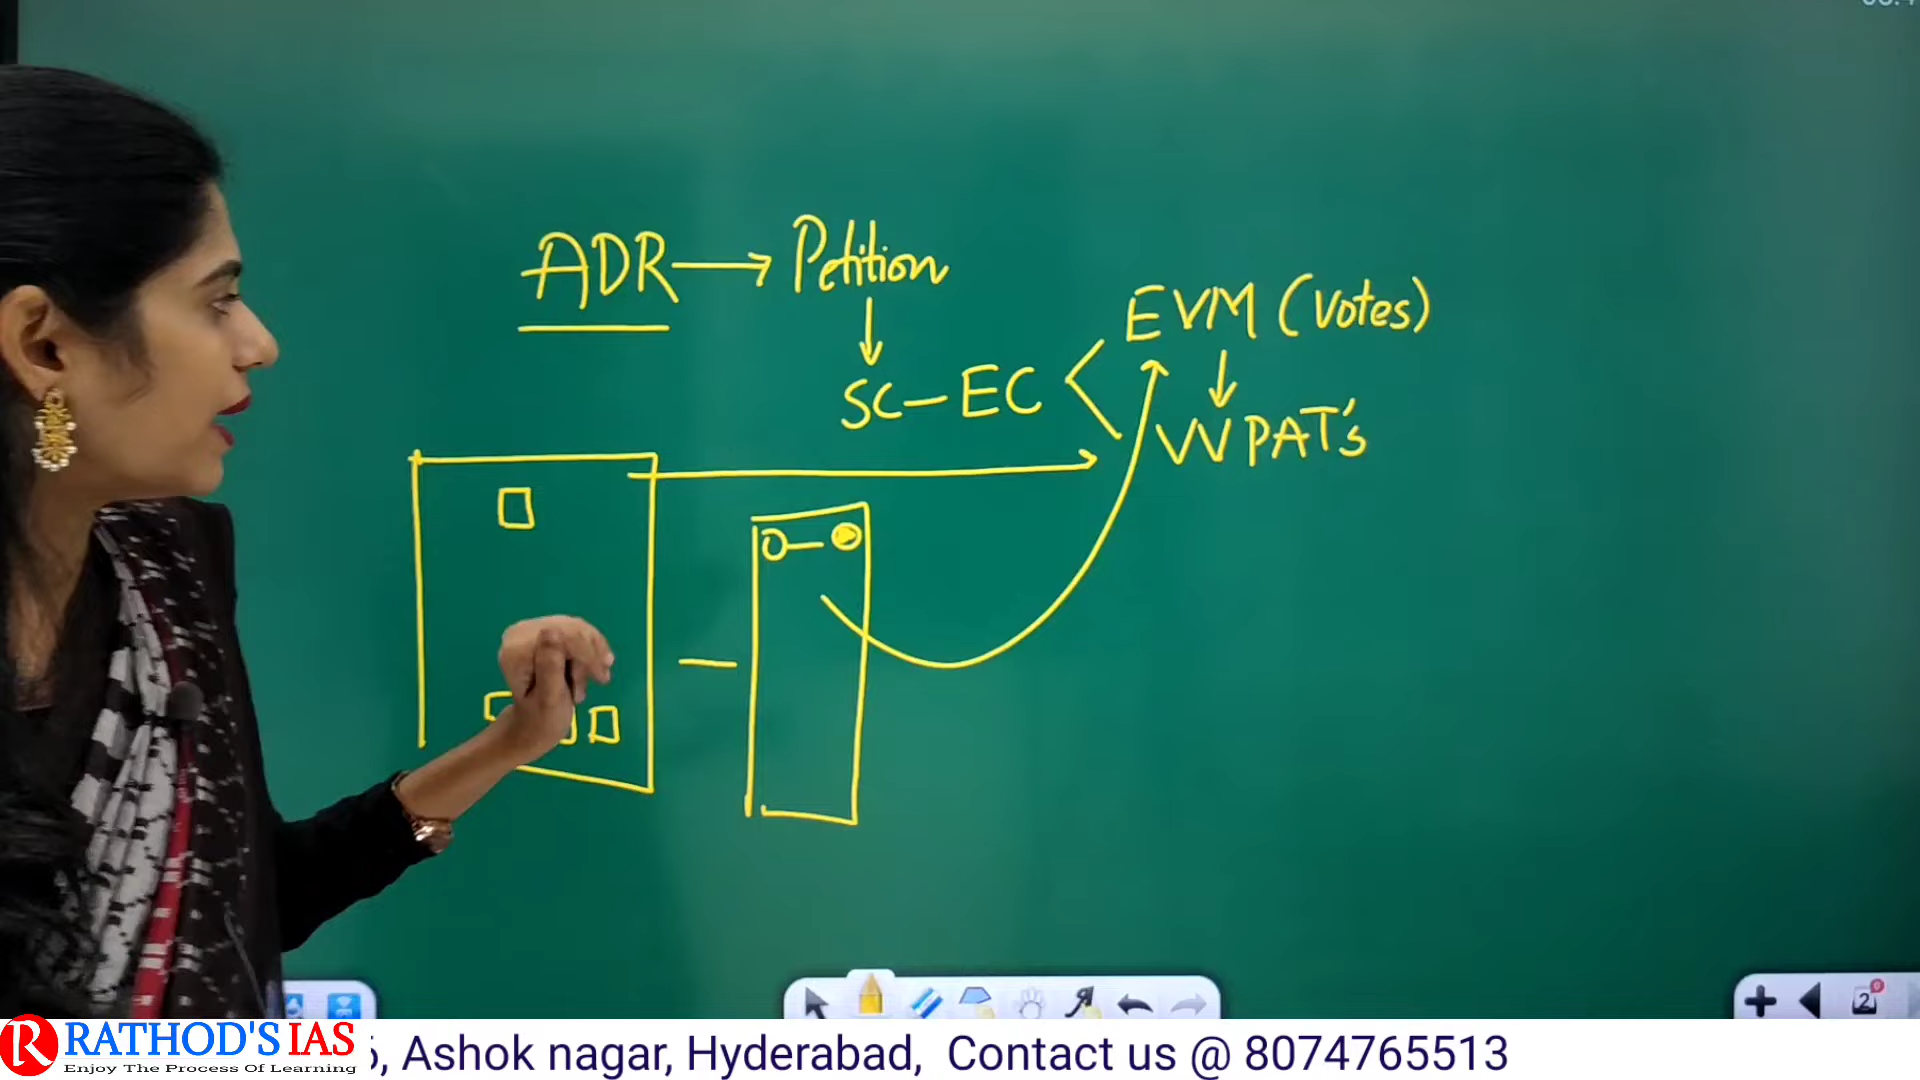 ADR → Petition
↓
SC – EC
EVM (Votes)
↓
VVPAT's
2
RATHOD'S IAS
Enjoy The Process Of Learning
, Ashok nagar, Hyderabad, Contact us @ 8074765513